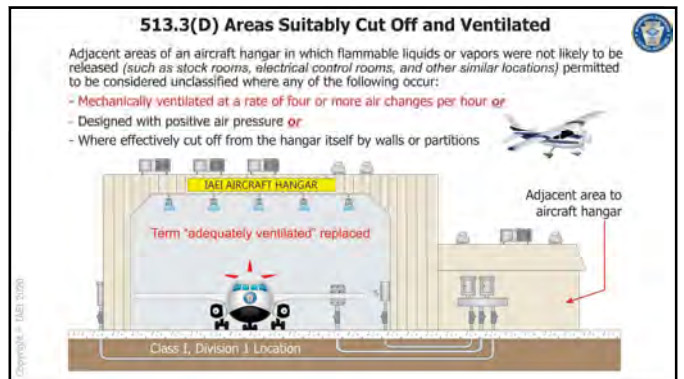 513.3(D) Areas Suitably Cut Off and Ventilated
Adjacent areas of an aircraft hangar in which flammable liquids or vapors were not likely to be
released (such as stock rooms, electrical control rooms, and other similar locations) permitted
to be considered unclassified where any of the following occur:
- Mechanically ventilated at a rate of four or more air changes per hour or
- Designed with positive air pressure or
- Where effectively cut off from the hangar itself by walls or partitions
IAEI AIRCRAFT HANGAR
Adjacent area to
aircraft hangar
Term "adequately ventilated" replaced
Class I, Division 1 Location
Copyright © IAEI 2020